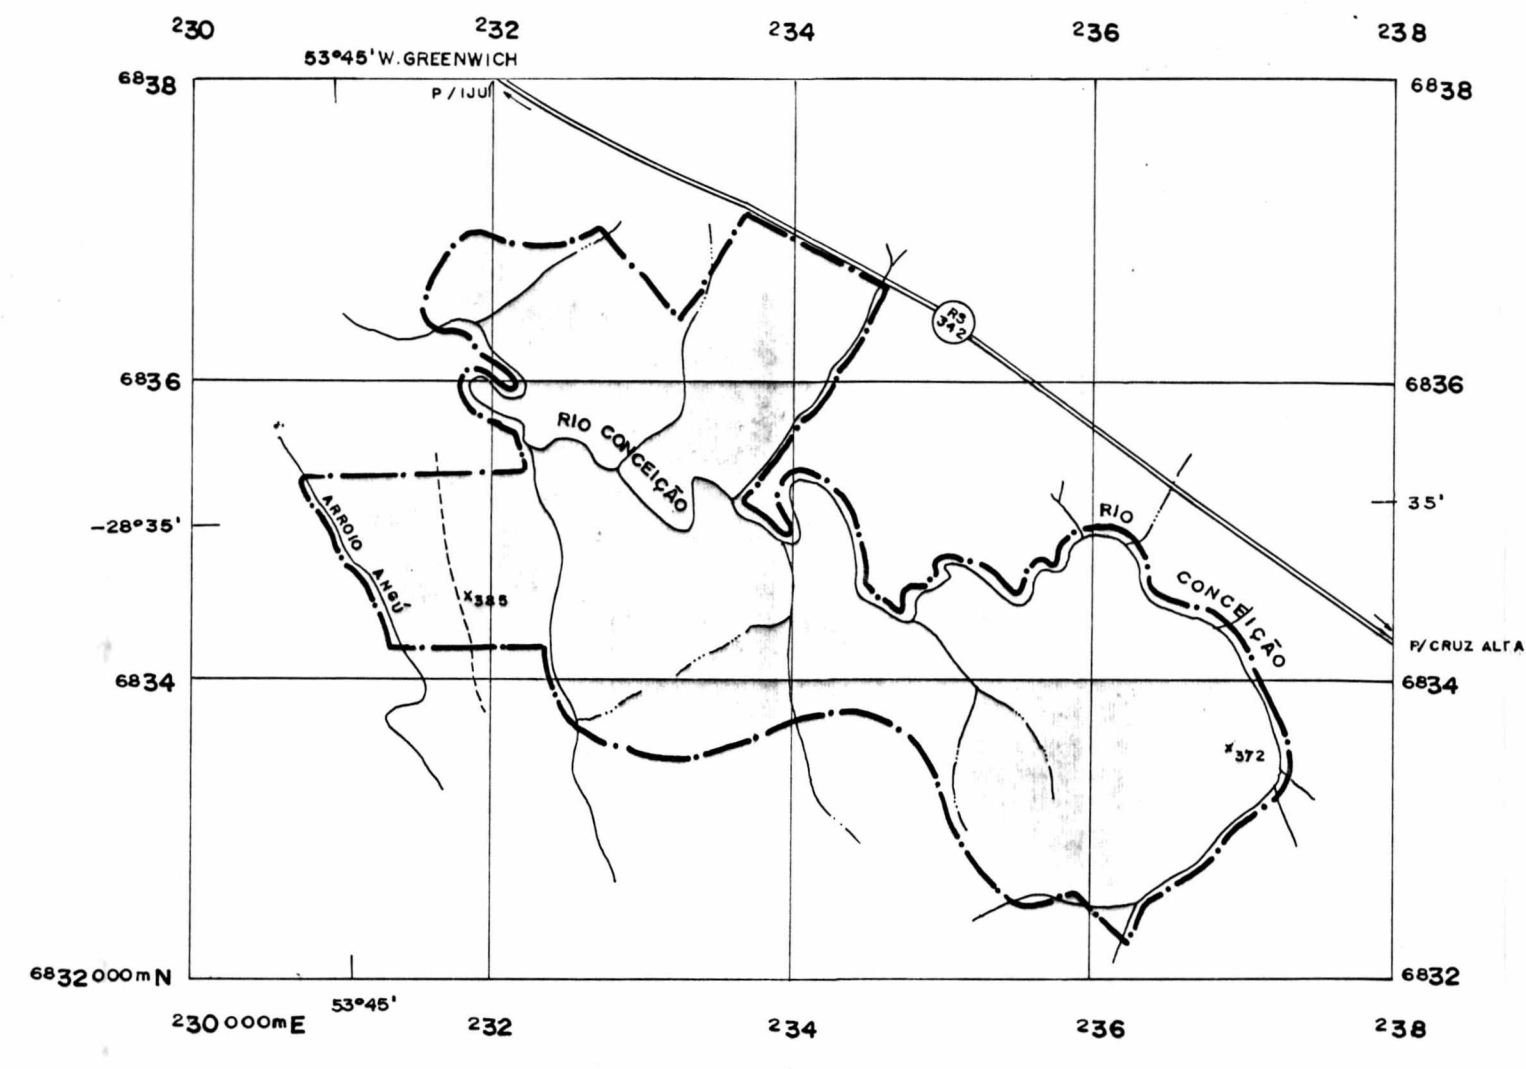 230 232 234 236 238
53°45' W. GREENWICH
6838 6838
P/IJUÍ
RS
342
6836 6836
RIO CONCEIÇÃO
35'
-28°35'
ARROIO ANGÚ
RIO CONCEIÇÃO
x385
P/CRUZ ALTA
6834 6834
x372
6832000mN 6832
53°45'
230000mE 232 234 236 238